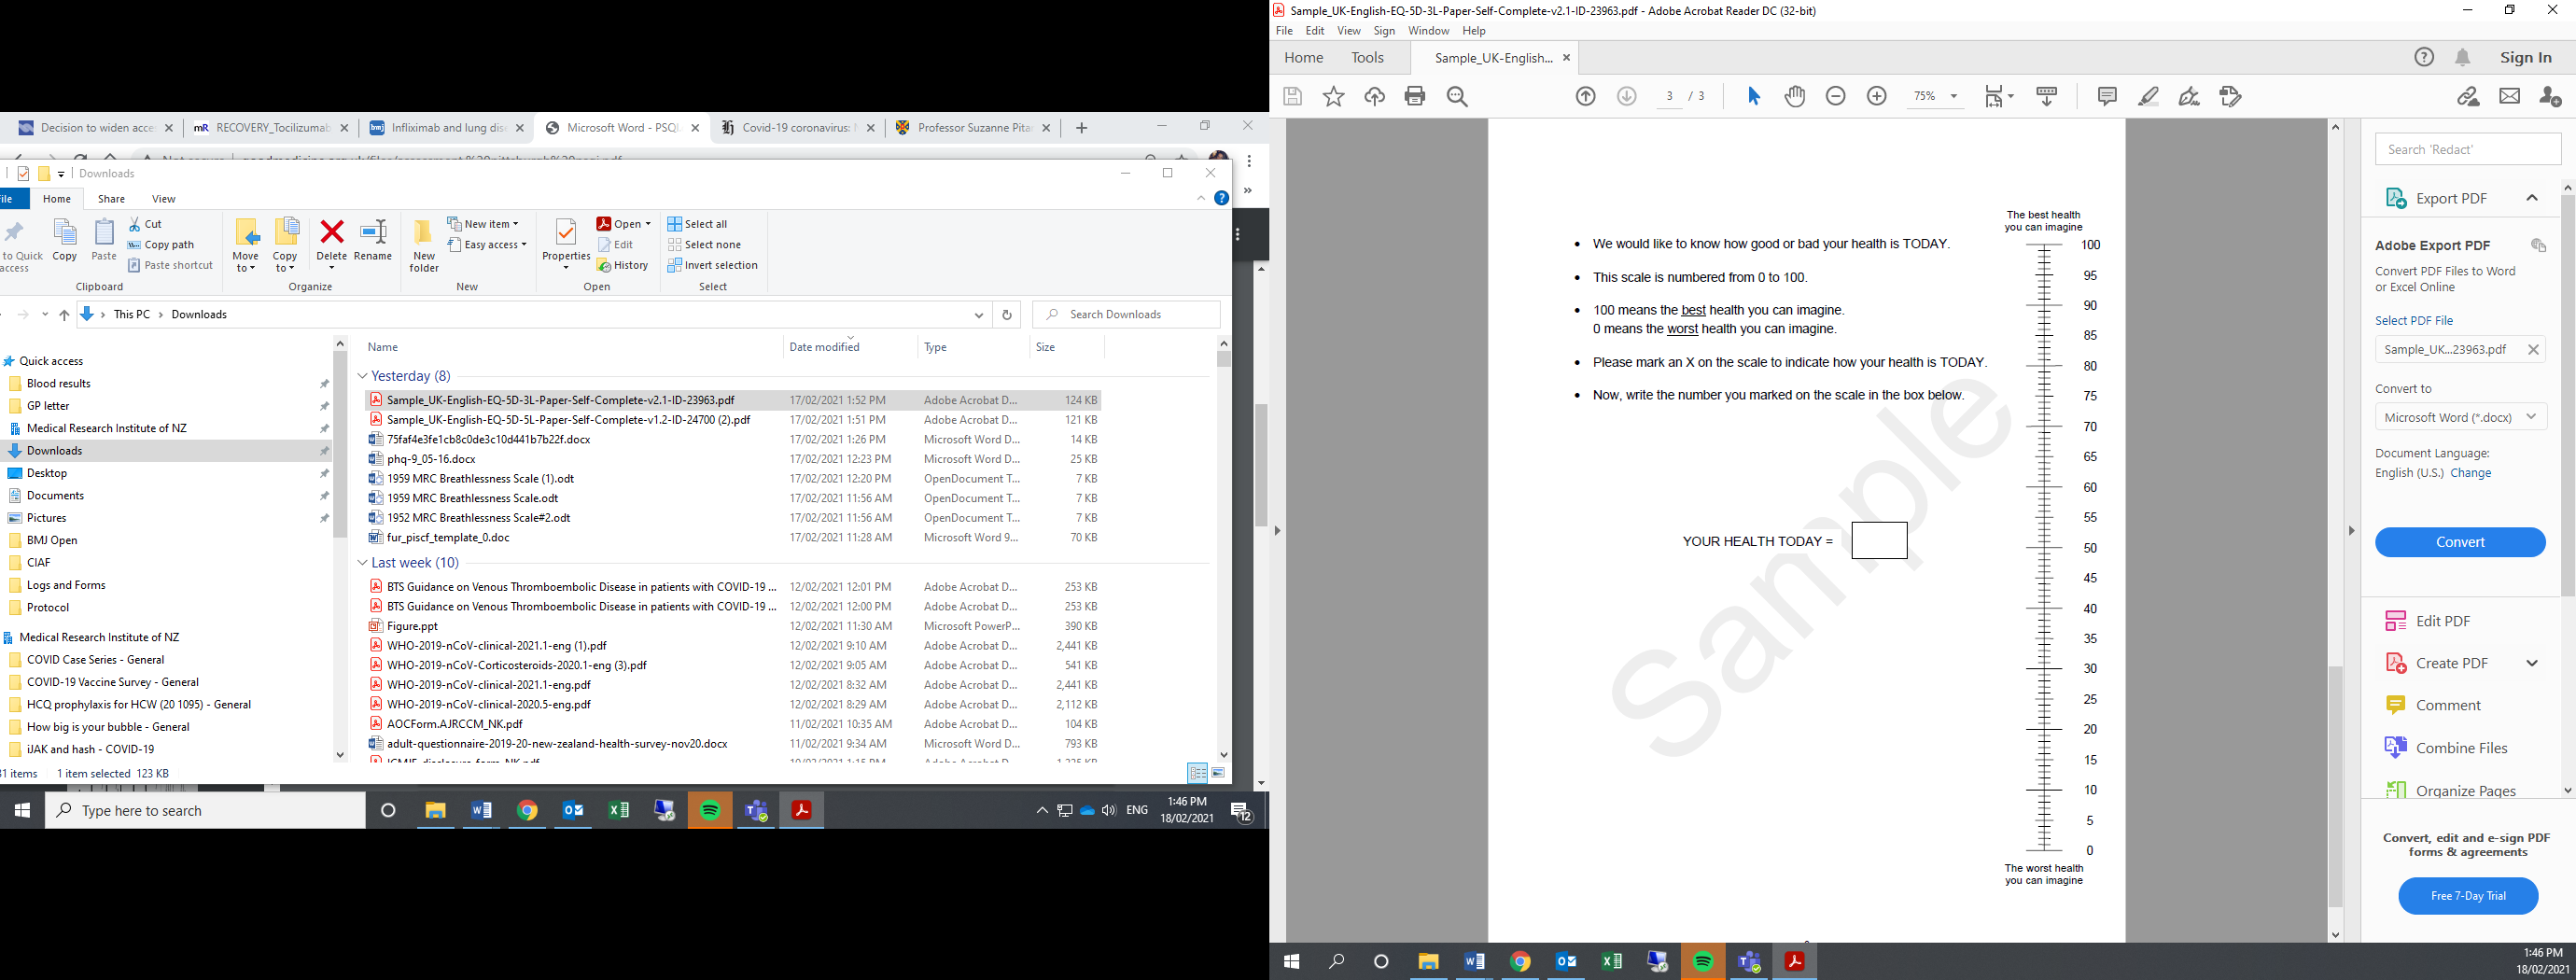 Decision to widen acces
RECOVERY_Tocilizumab
Infliximab and lung dise
Microsoft Word - PSQI
Covid-19 coronavirus:
Professor Suzanne Pita
Downloads
Home Share View
to Quick access
Copy
Paste
Cut
Copy path
Paste shortcut
Clipboard
Move to
Copy to
Delete
Rename
Organize
New folder
New item
Easy access
New
Properties
Open
Edit
History
Open
Select all
Select none
Invert selection
Select
This PC > Downloads
Search Downloads
Quick access
Blood results
GP letter
Medical Research Institute of NZ
Downloads
Desktop
Documents
Pictures
BMJ Open
CIAF
Logs and Forms
Protocol
Medical Research Institute of NZ
COVID Case Series - General
COVID-19 Vaccine Survey - General
HCQ prophylaxis for HCW (20 1095) - General
How big is your bubble - General
iJAK and hash - COVID-19
Name Date modified Type Size
Yesterday (8)
Sample_UK-English-EQ-5D-3L-Paper-Self-Complete-v2.1-ID-23963.pdf 17/02/2021 1:52 PM Adobe Acrobat D... 124 KB
Sample_UK-English-EQ-5D-5L-Paper-Self-Complete-v1.2-ID-24700 (2).pdf 17/02/2021 1:51 PM Adobe Acrobat D... 121 KB
75faf4e3fe1cb8c0de3c10d441b7b22f.docx 17/02/2021 1:26 PM Microsoft Word D... 14 KB
phq-9_05-16.docx 17/02/2021 12:23 PM Microsoft Word D... 25 KB
1959 MRC Breathlessness Scale (1).odt 17/02/2021 12:20 PM OpenDocument T... 7 KB
1959 MRC Breathlessness Scale.odt 17/02/2021 11:56 AM OpenDocument T... 7 KB
1952 MRC Breathlessness Scale#2.odt 17/02/2021 11:56 AM OpenDocument T... 7 KB
fur_piscf_template_0.doc 17/02/2021 11:28 AM Microsoft Word 9... 70 KB
Last week (10)
BTS Guidance on Venous Thromboembolic Disease in patients with COVID-19 ... 12/02/2021 12:01 PM Adobe Acrobat D... 253 KB
BTS Guidance on Venous Thromboembolic Disease in patients with COVID-19 ... 12/02/2021 12:00 PM Adobe Acrobat D... 253 KB
Figure.ppt 12/02/2021 11:30 AM Microsoft PowerP... 390 KB
WHO-2019-nCoV-clinical-2021.1-eng (1).pdf 12/02/2021 9:10 AM Adobe Acrobat D... 2,441 KB
WHO-2019-nCoV-Corticosteroids-2020.1-eng (3).pdf 12/02/2021 9:05 AM Adobe Acrobat D... 541 KB
WHO-2019-nCoV-clinical-2021.1-eng.pdf 12/02/2021 8:32 AM Adobe Acrobat D... 2,441 KB
WHO-2019-nCoV-clinical-2020.5-eng.pdf 12/02/2021 8:29 AM Adobe Acrobat D... 2,112 KB
AOCForm.AJRCCM_NK.pdf 11/02/2021 10:35 AM Adobe Acrobat D... 104 KB
adult-questionnaire-2019-20-new-zealand-health-survey-nov20.docx 11/02/2021 9:34 AM Microsoft Word D... 793 KB
1 item selected 123 KB
Type here to search
ENG
1:46 PM
18/02/2021
12
Sample_UK-English-EQ-5D-3L-Paper-Self-Complete-v2.1-ID-23963.pdf - Adobe Acrobat Reader DC (32-bit)
File Edit View Sign Window Help
Home Tools Sample_UK-English... Sign In
3 / 3 75%
• We would like to know how good or bad your health is TODAY.
• This scale is numbered from 0 to 100.
• 100 means the best health you can imagine.
0 means the worst health you can imagine.
• Please mark an X on the scale to indicate how your health is TODAY.
• Now, write the number you marked on the scale in the box below.
YOUR HEALTH TODAY =
Sample
The best health
you can imagine
100
95
90
85
80
75
70
65
60
55
50
45
40
35
30
25
20
15
10
5
0
The worst health
you can imagine
Search 'Redact'
Export PDF
Adobe Export PDF
Convert PDF Files to Word
or Excel Online
Select PDF File
Sample_UK...23963.pdf
Convert to
Microsoft Word (*.docx)
Document Language:
English (U.S.) Change
Convert
Edit PDF
Create PDF
Comment
Combine Files
Organize Pages
Convert, edit and e-sign PDF
forms & agreements
Free 7-Day Trial
1:46 PM
18/02/2021